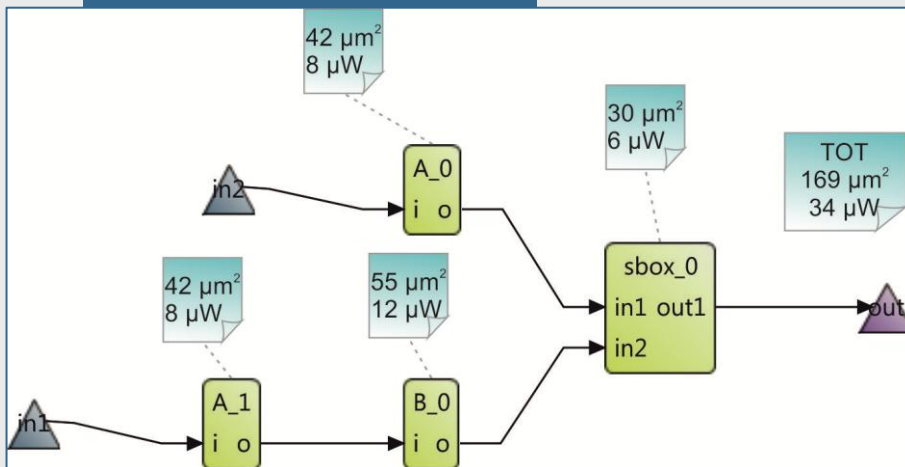 42 μm²
8 μW
30 μm²
6 μW
TOT
169 μm²
34 μW
A_0
i o
in2
42 μm²
8 μW
55 μm²
12 μW
sbox_0
in1 out1
in2
out
A_1
i o
B_0
i o
in1